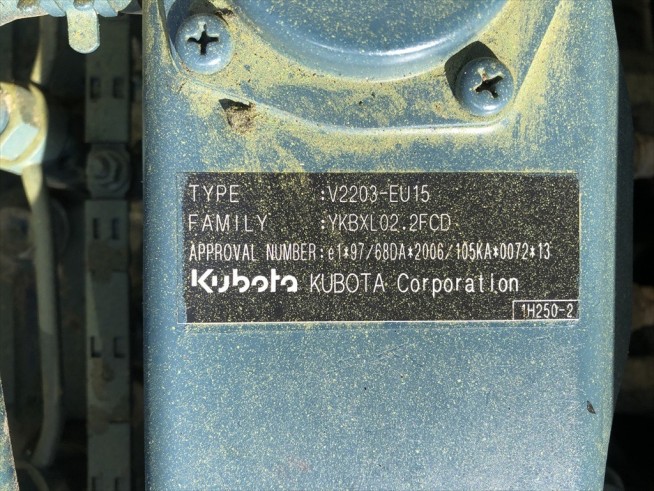 TYPE :V2203-EU15
FAMILY :YKBXL02.2FCD
APPROVAL NUMBER:e1*97/68DA*2006/105KA*0072*13
Kubota KUBOTA Corporation
1H250-2